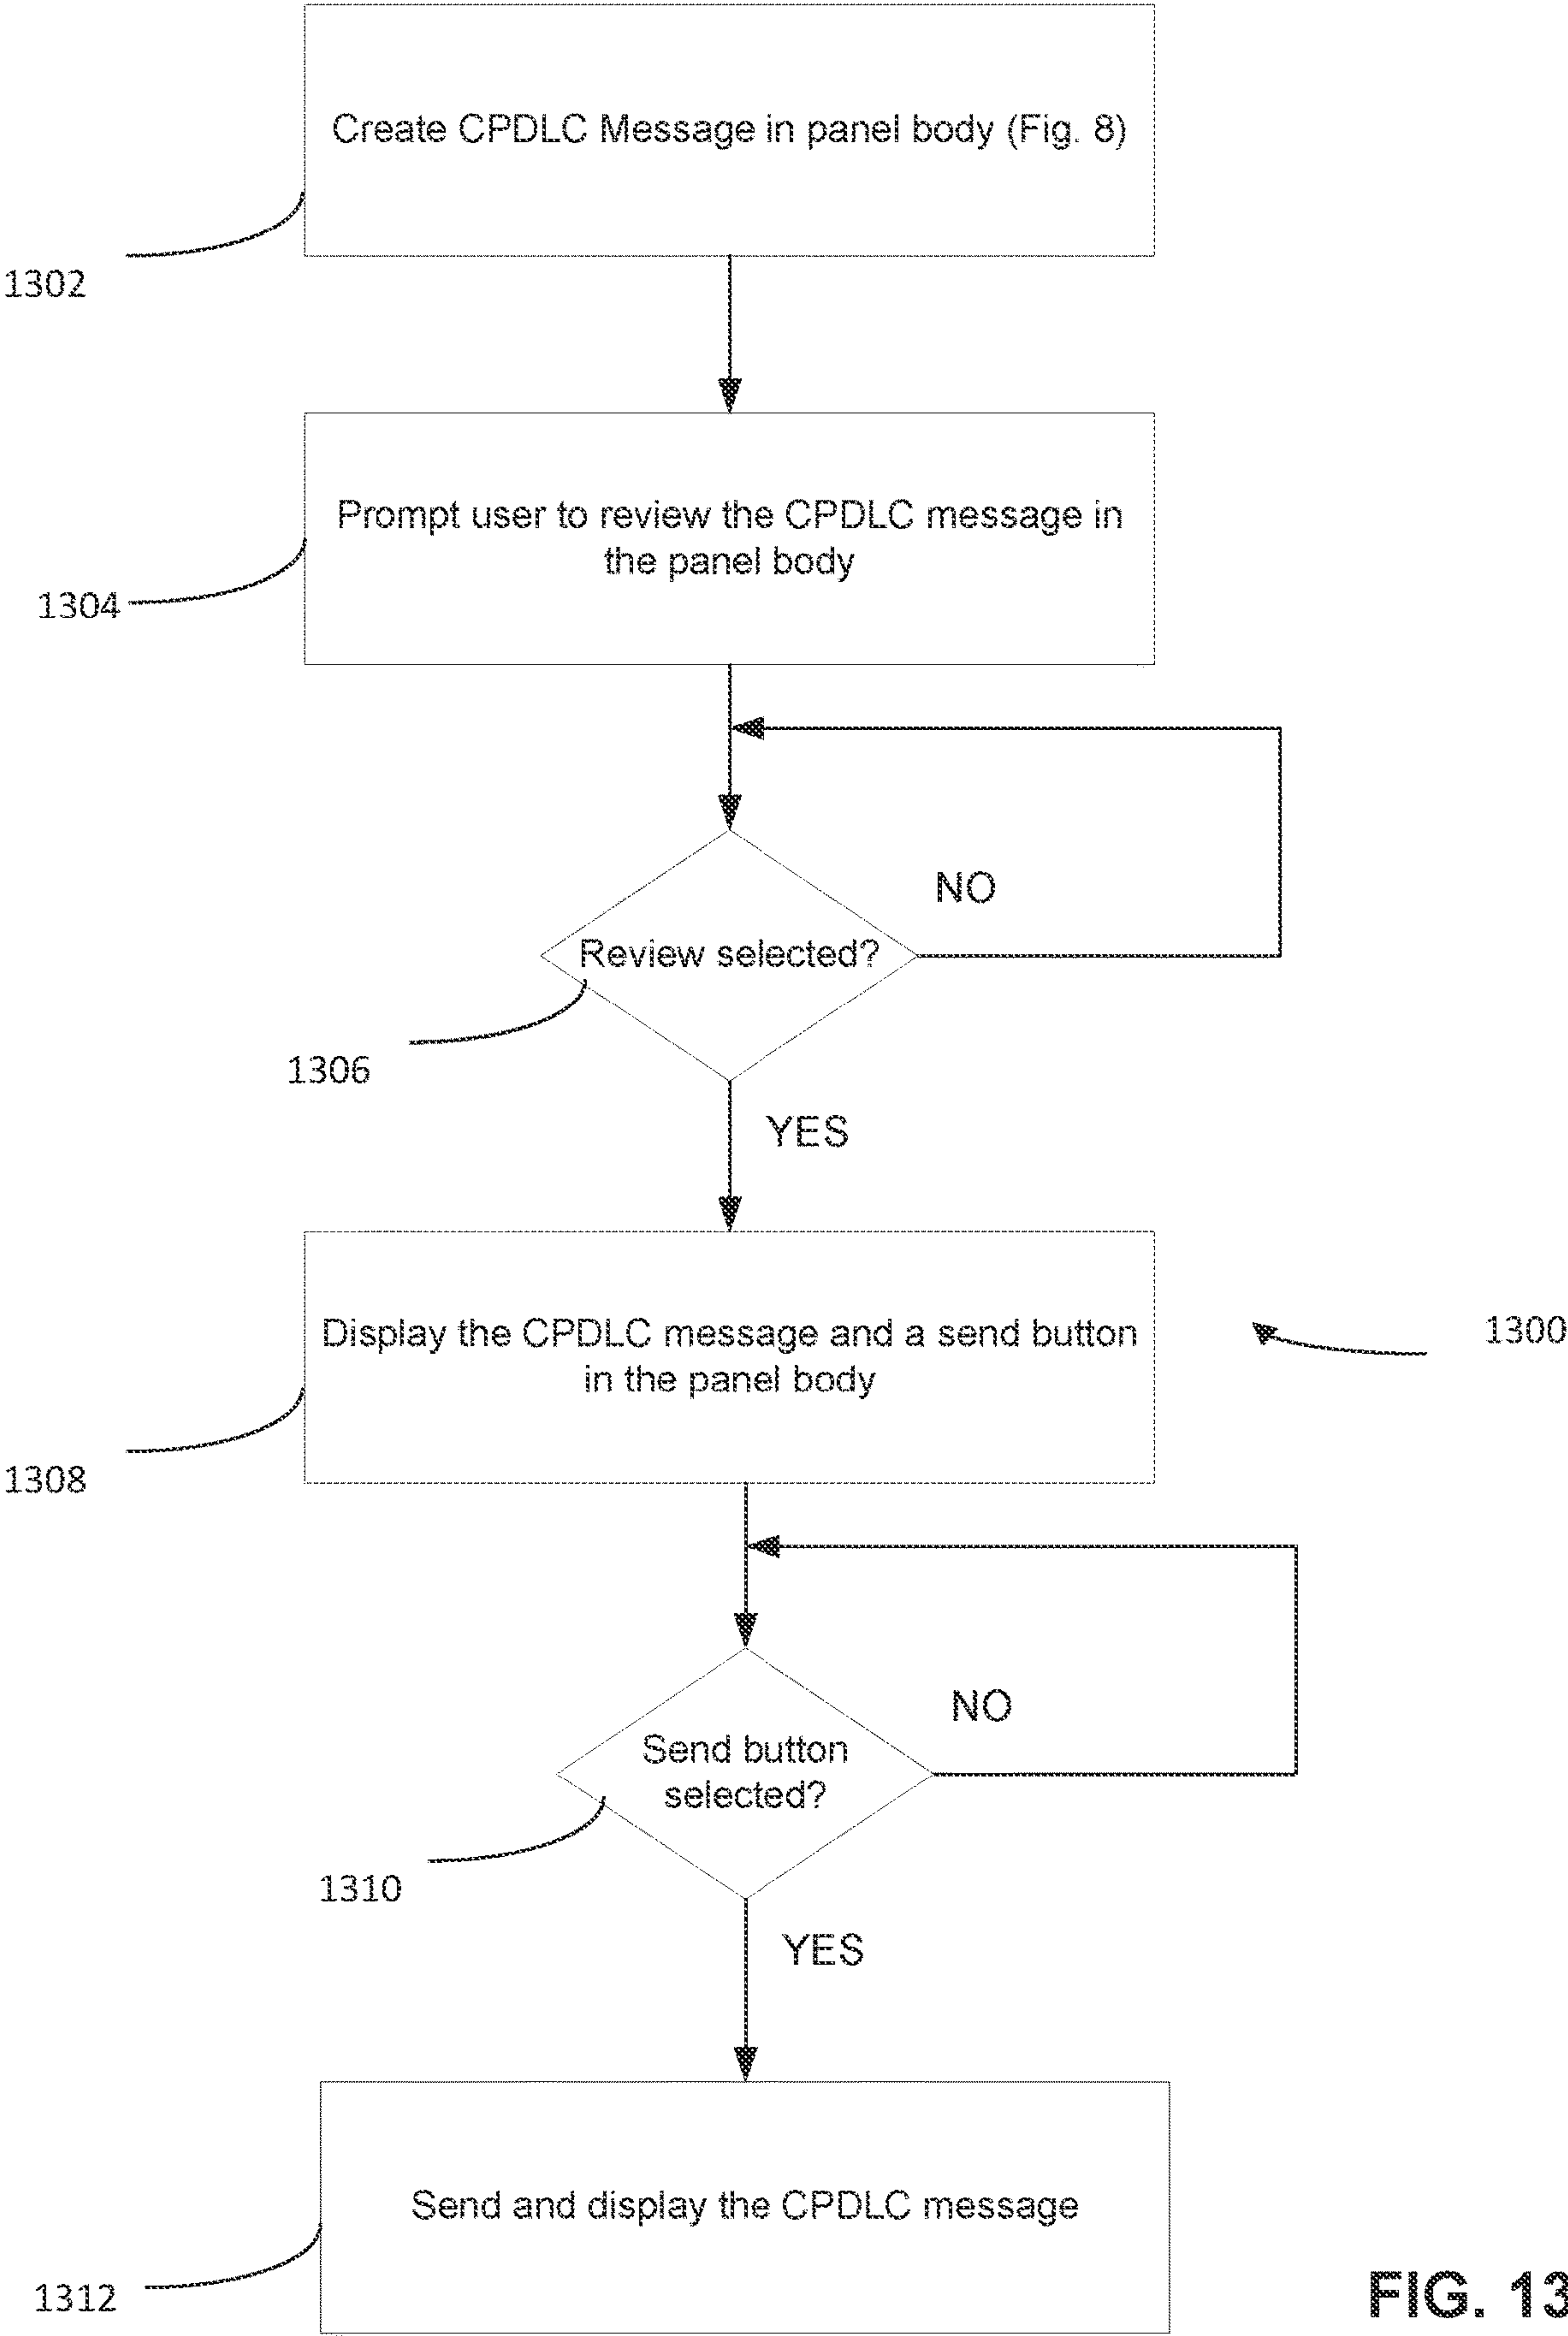 Create CPDLC Message in panel body (Fig. 8)
1302
Prompt user to review the CPDLC message in
the panel body
1304
NO
Review selected?
1306
YES
Display the CPDLC message and a send button
in the panel body
1300
1308
NO
Send button
selected?
1310
YES
Send and display the CPDLC message
1312
FIG. 13